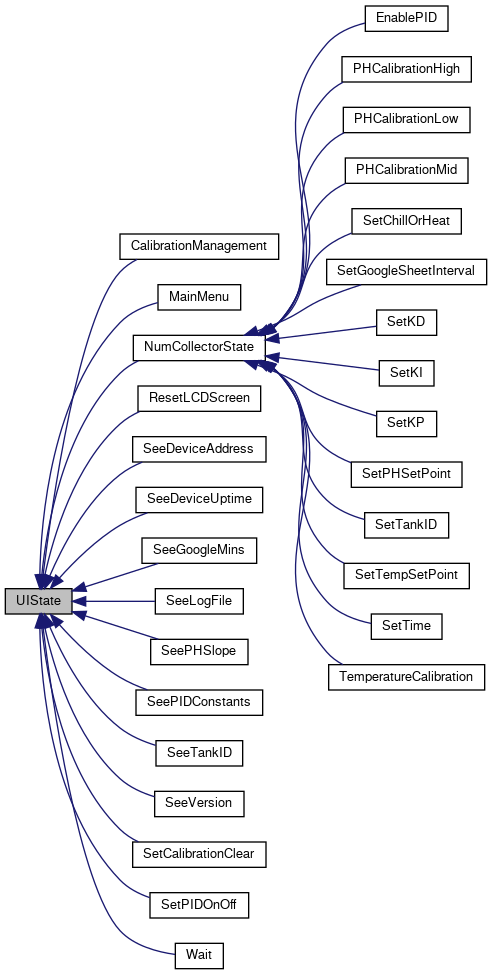 UIState
CalibrationManagement
MainMenu
NumCollectorState
ResetLCDScreen
SeeDeviceAddress
SeeDeviceUptime
SeeGoogleMins
SeeLogFile
SeePHSlope
SeePIDConstants
SeeTankID
SeeVersion
SetCalibrationClear
SetPIDOnOff
Wait
EnablePID
PHCalibrationHigh
PHCalibrationLow
PHCalibrationMid
SetChillOrHeat
SetGoogleSheetInterval
SetKD
SetKI
SetKP
SetPHSetPoint
SetTankID
SetTempSetPoint
SetTime
TemperatureCalibration